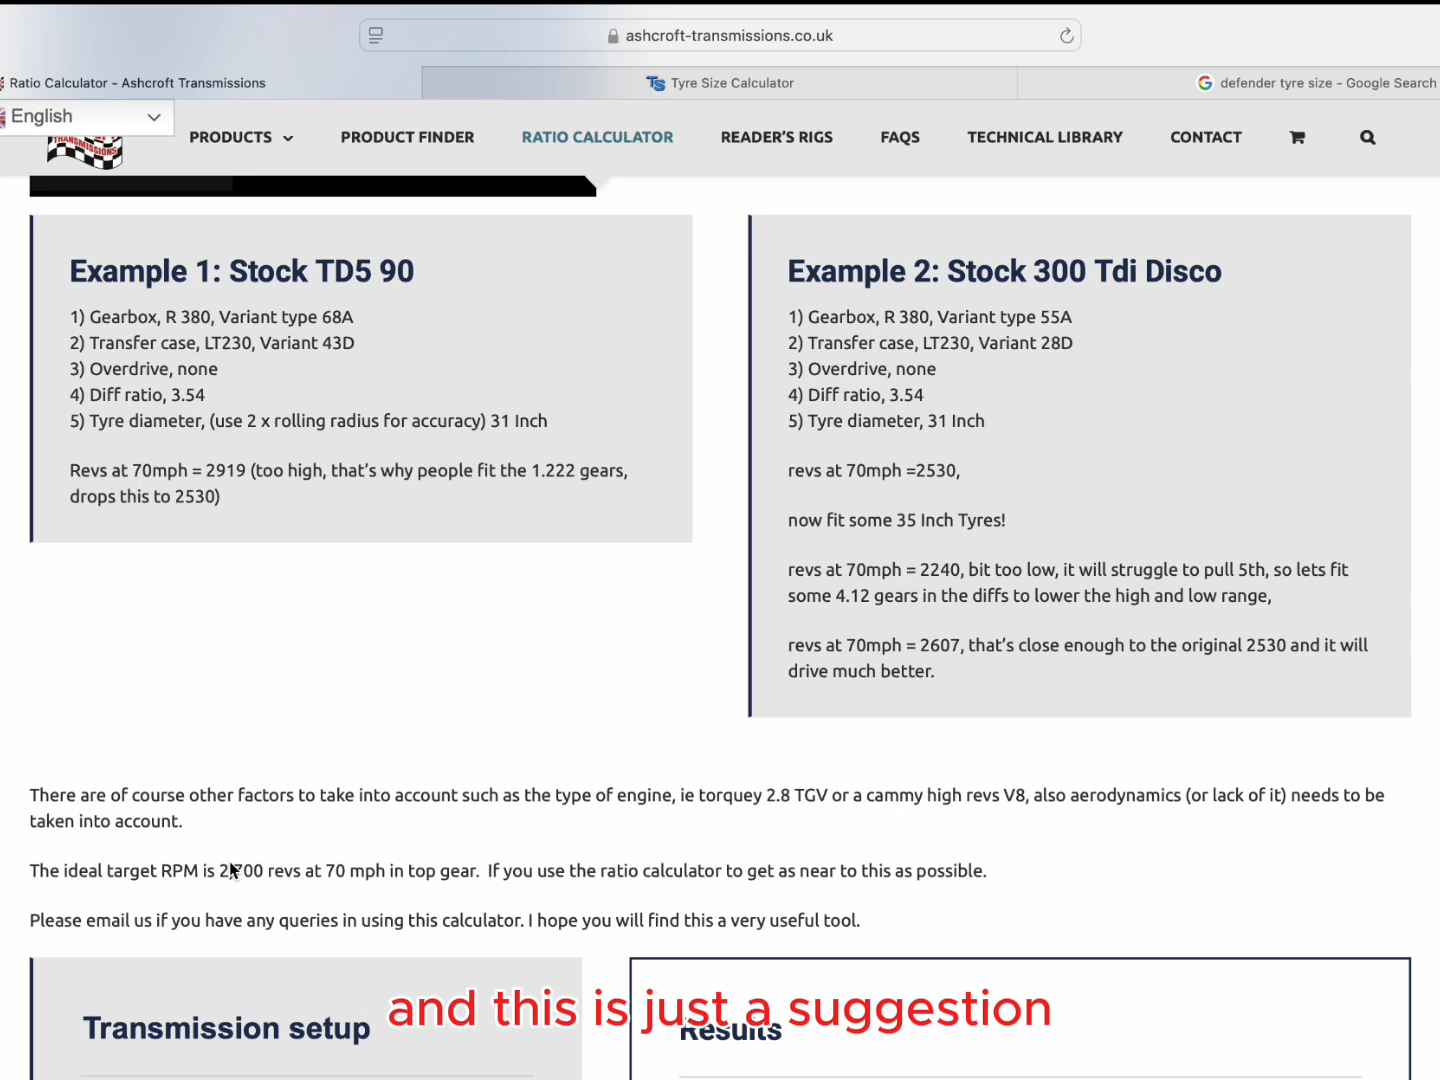 ashcroft-transmissions.co.uk
Ratio Calculator - Ashcroft Transmissions
TS Tyre Size Calculator
G defender tyre size - Google Search
English
TRANSMISSIONS
PRODUCTS
PRODUCT FINDER
RATIO CALCULATOR
READER'S RIGS
FAQS
TECHNICAL LIBRARY
CONTACT
Example 1: Stock TD5 90
1) Gearbox, R 380, Variant type 68A
2) Transfer case, LT230, Variant 43D
3) Overdrive, none
4) Diff ratio, 3.54
5) Tyre diameter, (use 2 x rolling radius for accuracy) 31 Inch
Revs at 70mph = 2919 (too high, that's why people fit the 1.222 gears,
drops this to 2530)
Example 2: Stock 300 Tdi Disco
1) Gearbox, R 380, Variant type 55A
2) Transfer case, LT230, Variant 28D
3) Overdrive, none
4) Diff ratio, 3.54
5) Tyre diameter, 31 Inch
revs at 70mph =2530,
now fit some 35 Inch Tyres!
revs at 70mph = 2240, bit too low, it will struggle to pull 5th, so lets fit
some 4.12 gears in the diffs to lower the high and low range,
revs at 70mph = 2607, that's close enough to the original 2530 and it will
drive much better.
There are of course other factors to take into account such as the type of engine, ie torquey 2.8 TGV or a cammy high revs V8, also aerodynamics (or lack of it) needs to be
taken into account.
The ideal target RPM is 2700 revs at 70 mph in top gear. If you use the ratio calculator to get as near to this as possible.
Please email us if you have any queries in using this calculator. I hope you will find this a very useful tool.
Transmission setup
Results
and this is just a suggestion